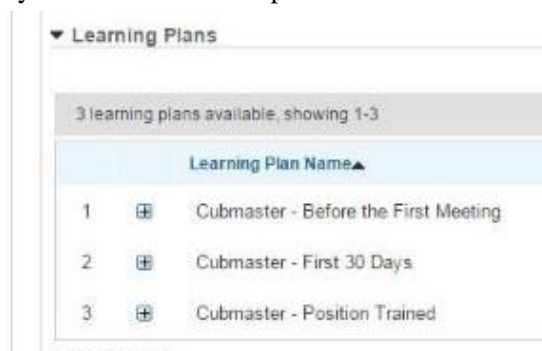 Learning Plans
3 learning plans available, showing 1-3
Learning Plan Name
1 Cubmaster - Before the First Meeting
2 Cubmaster - First 30 Days
3 Cubmaster - Position Trained